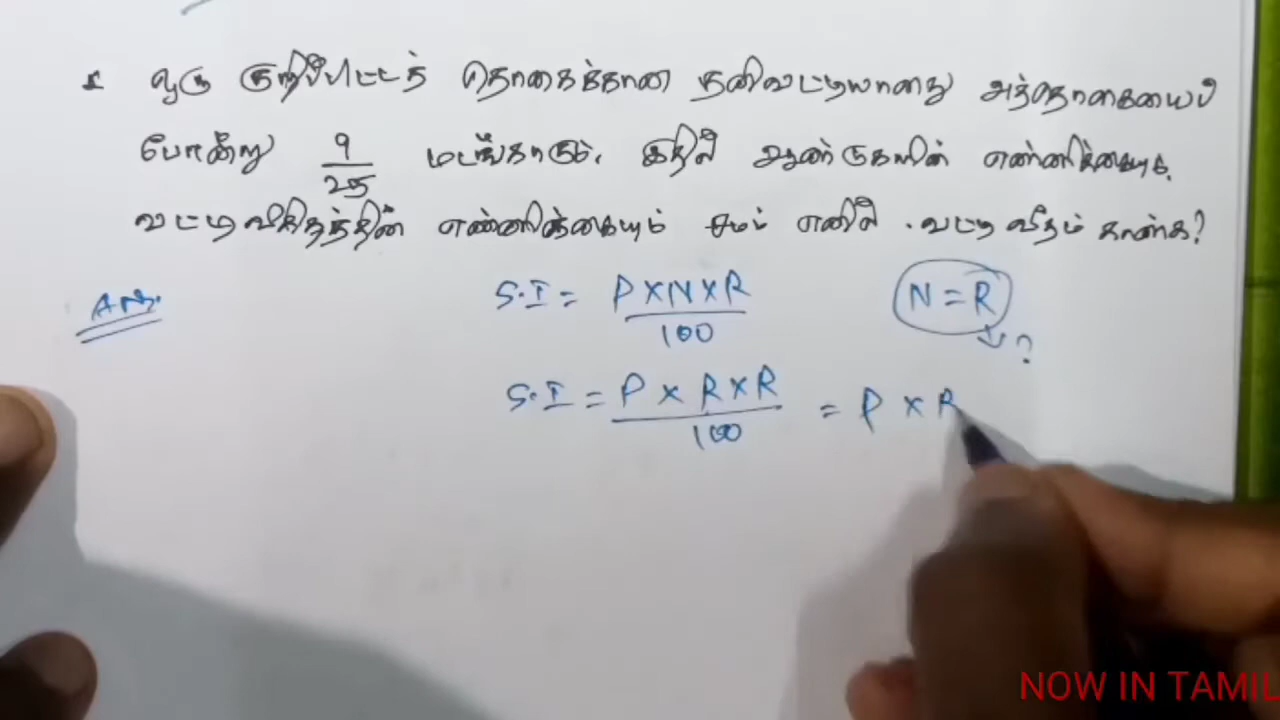 ஒரு குறிப்பிட்டத் தொகைக்கான தனிவட்டியானது அத்தொகையைப்
போன்று 9/25 மடங்காகும். இதில் ஆண்டுகளின் எண்ணிக்கையும்
வட்டி விகிதத்தின் எண்ணிக்கையும் சமம் எனில் . வட்டி வீதம் காண்க?
Ans.
S.I = P×N×R/100 N = R
?
S.I = P × R×R/100 = P × R
NOW IN TAMIL